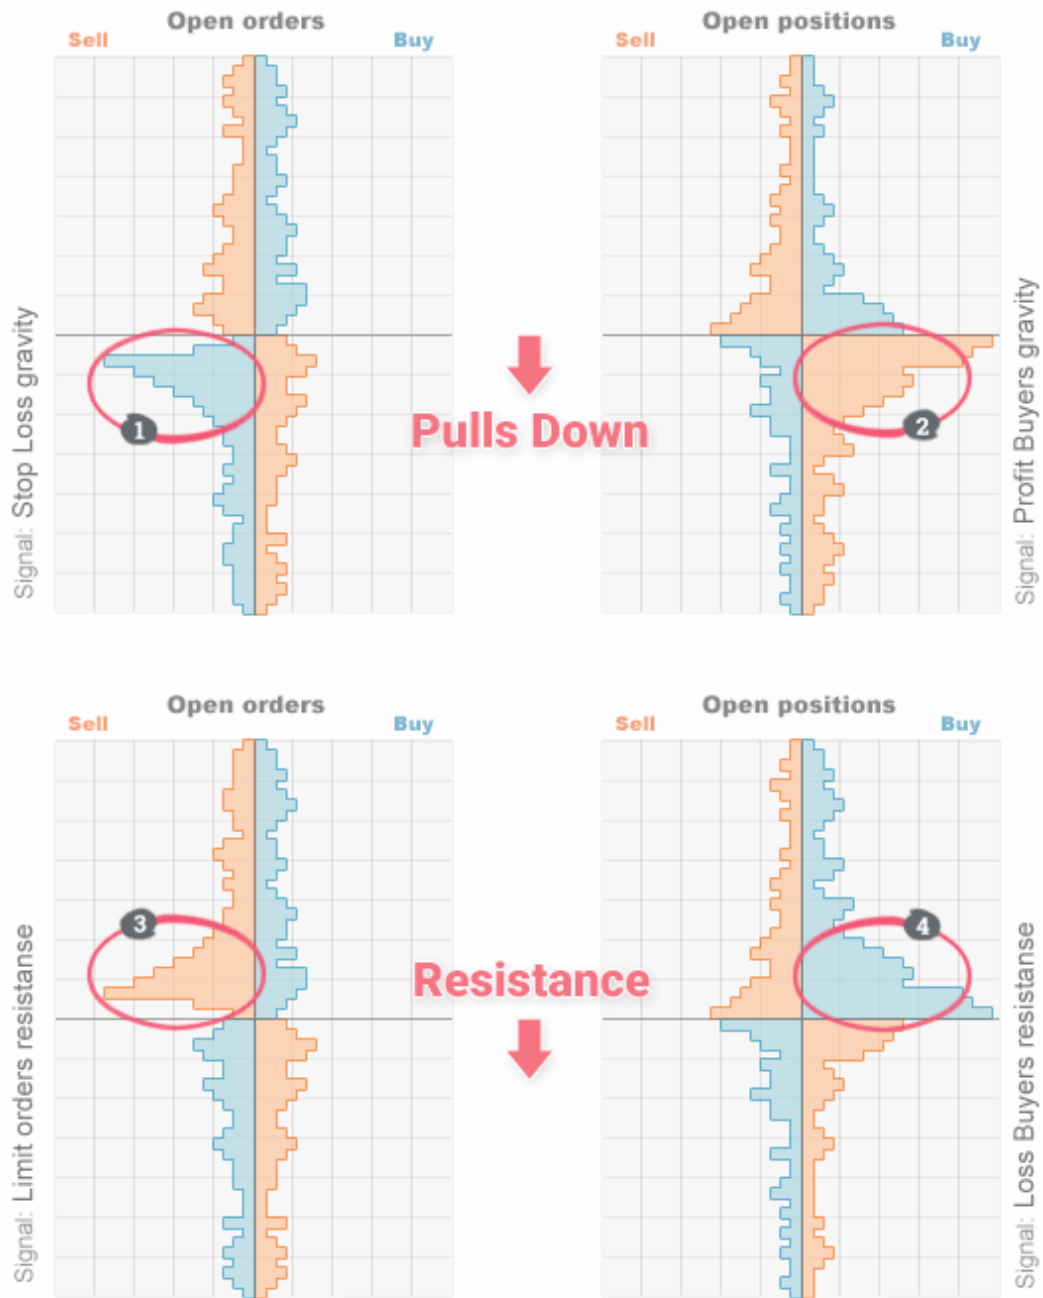 Open orders
Sell
Buy
Open positions
Sell
Buy
Signal: Stop Loss gravity
1
Pulls Down
2
Signal: Profit Buyers gravity
Open orders
Sell
Buy
Open positions
Sell
Buy
Signal: Limit orders resistanse
3
Resistance
4
Signal: Loss Buyers resistanse